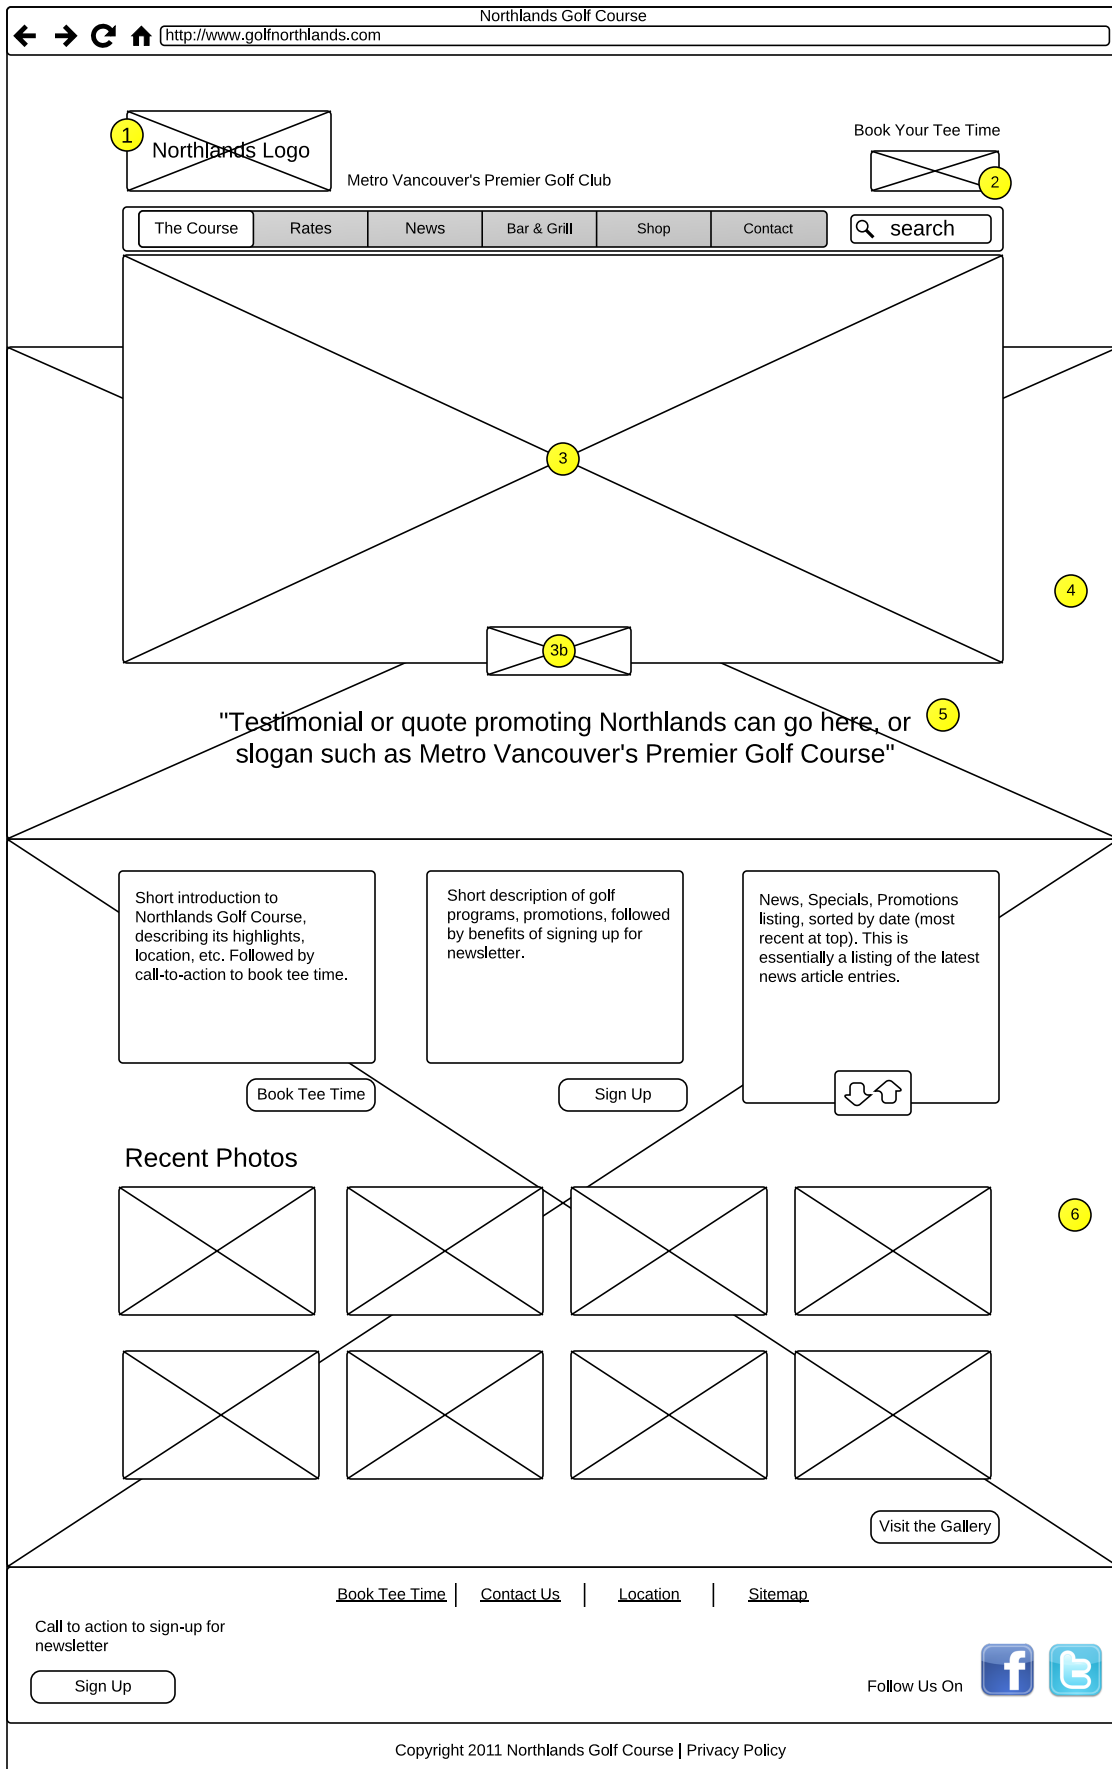 Northlands Golf Course
http://www.golfnorthlands.com
1
Northlands Logo
Metro Vancouver's Premier Golf Club
Book Your Tee Time
2
The Course
Rates
News
Bar & Grill
Shop
Contact
search
3
4
3b
5
"Testimonial or quote promoting Northlands can go here, or
slogan such as Metro Vancouver's Premier Golf Course"
Short introduction to
Northlands Golf Course,
describing its highlights,
location, etc. Followed by
call-to-action to book tee time.
Book Tee Time
Short description of golf
programs, promotions, followed
by benefits of signing up for
newsletter.
Sign Up
News, Specials, Promotions
listing, sorted by date (most
recent at top). This is
essentially a listing of the latest
news article entries.
Recent Photos
6
Visit the Gallery
Book Tee Time | Contact Us | Location | Sitemap
Call to action to sign-up for
newsletter
Sign Up
Follow Us On
f
t
Copyright 2011 Northlands Golf Course | Privacy Policy